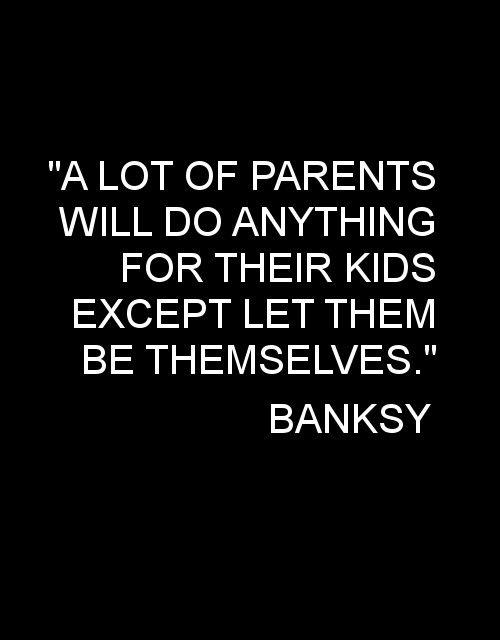 "A LOT OF PARENTS
WILL DO ANYTHING
FOR THEIR KIDS
EXCEPT LET THEM
BE THEMSELVES."
BANKSY